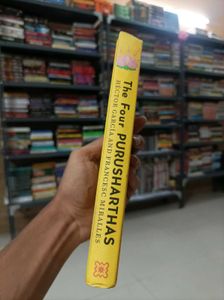 The Four PURUSHARTHAS
HECTOR GARCIA AND FRANCESC MIRALLES